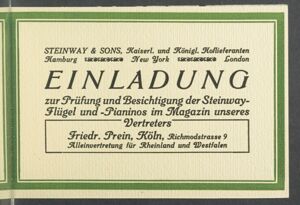 STEINWAY & SONS, Kaiserl. und Königl. Hoflieferanten
Hamburg New York London
EINLADUNG
zur Prüfung und Besichtigung der Steinway-
Flügel und -Pianinos im Magazin unseres
Vertreters
Friedr. Prein, Köln, Richmodstrasse 9
Alleinvertretung für Rheinland und Westfalen